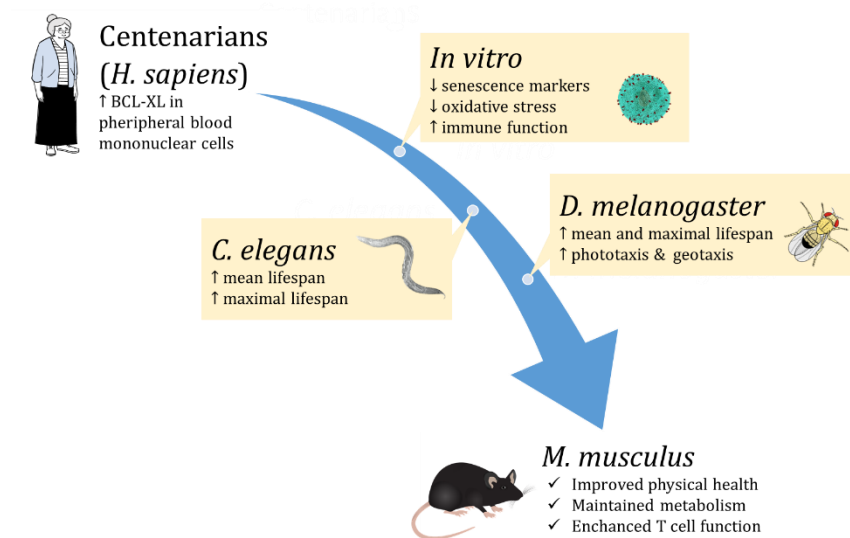 Centenarians
(H. sapiens)
↑ BCL-XL in
pheripheral blood
mononuclear cells
In vitro
↓ senescence markers
↓ oxidative stress
↑ immune function
D. melanogaster
↑ mean and maximal lifespan
↑ phototaxis & geotaxis
C. elegans
↑ mean lifespan
↑ maximal lifespan
M. musculus
✓ Improved physical health
✓ Maintained metabolism
✓ Enchanced T cell function